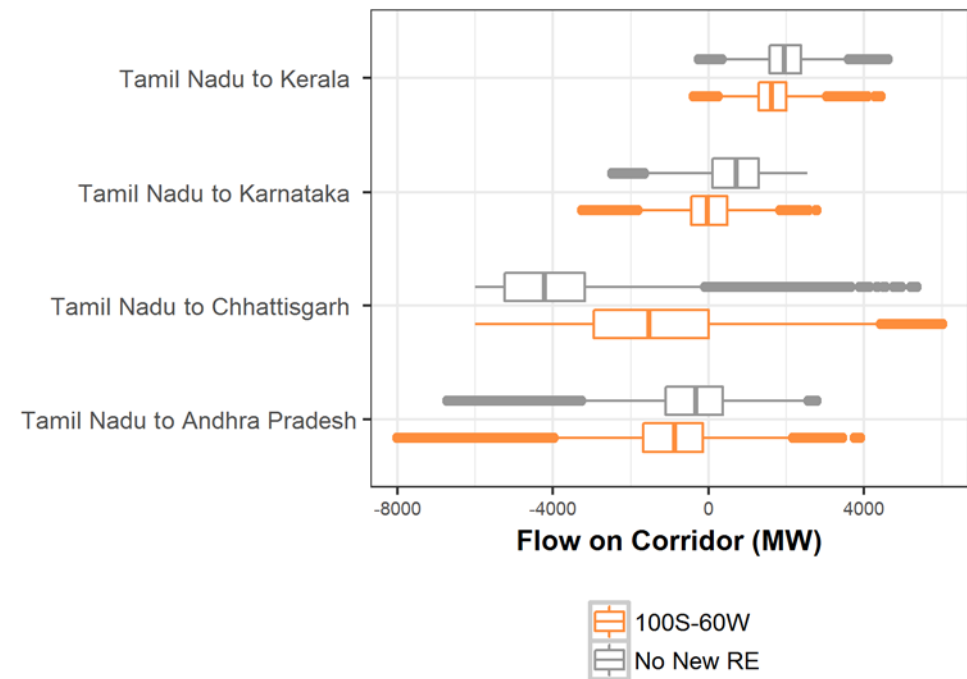 Tamil Nadu to Kerala
Tamil Nadu to Karnataka
Tamil Nadu to Chhattisgarh
Tamil Nadu to Andhra Pradesh
-8000 -4000 0 4000
Flow on Corridor (MW)
100S-60W
No New RE